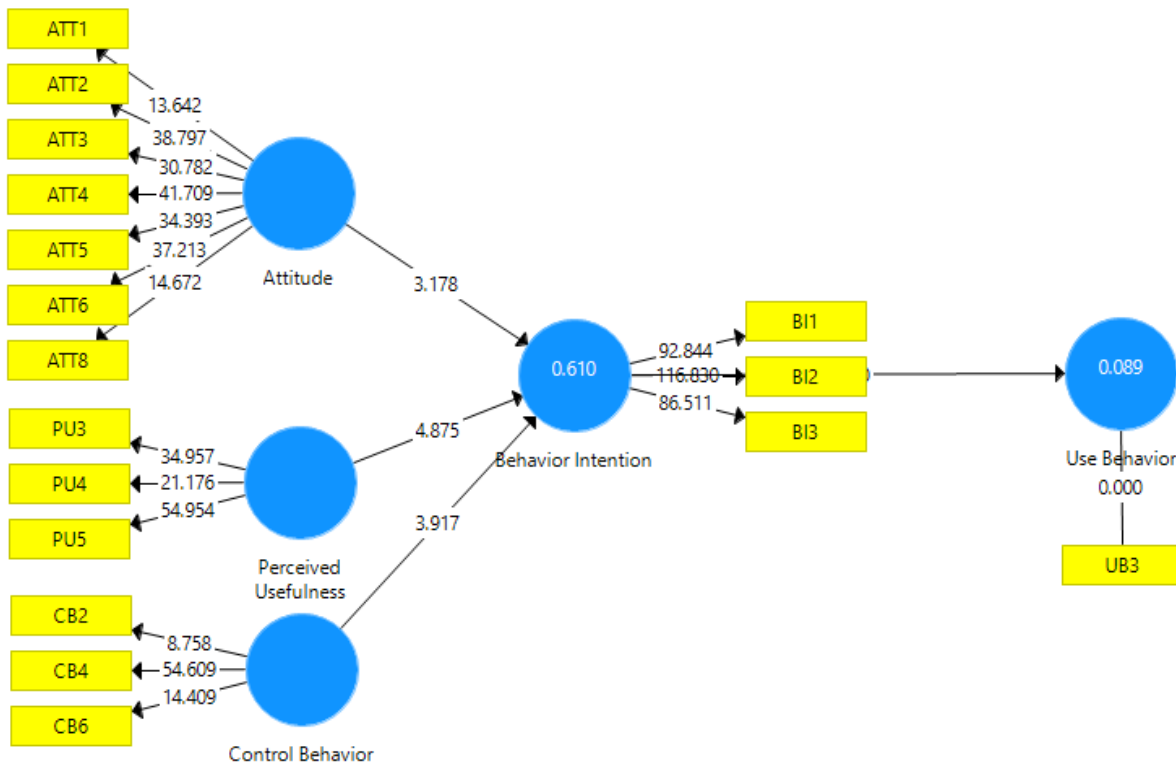 ATT1
ATT2
ATT3
ATT4
ATT5
ATT6
ATT8
13.642
38.797
30.782
41.709
34.393
37.213
14.672
Attitude
3.178
PU3
PU4
PU5
34.957
21.176
54.954
Perceived
Usefulness
4.875
CB2
CB4
CB6
8.758
54.609
14.409
Control Behavior
3.917
0.610
Behavior Intention
92.844
116.830
86.511
BI1
BI2
BI3
0.089
Use Behavior
0.000
UB3